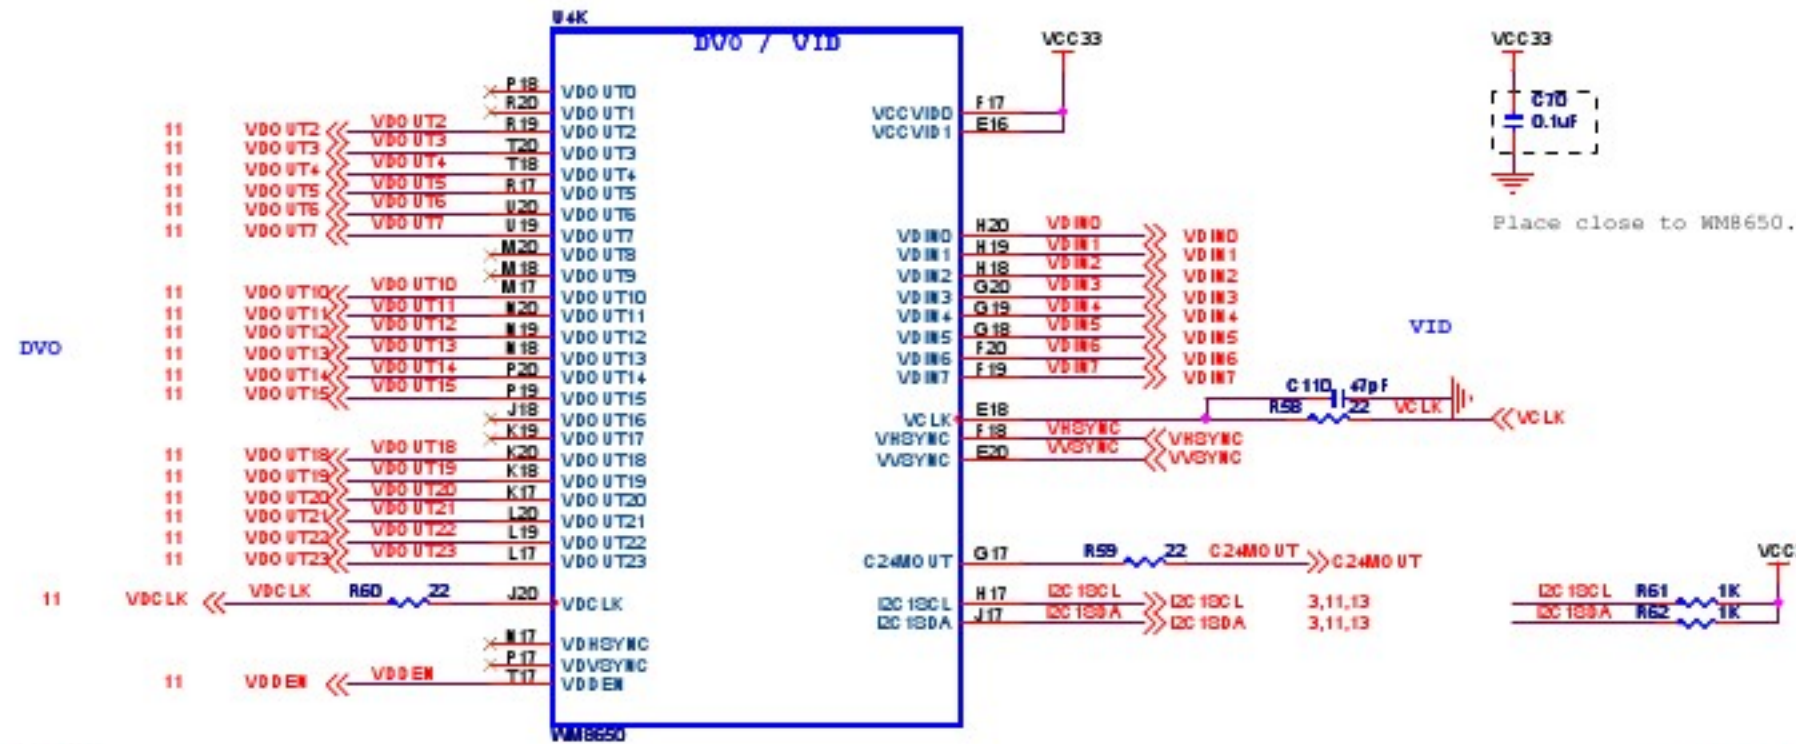 U4K
DVO / VID
VCC33
VCC33
C70
0.1uF
Place close to WM8650.
P18 VDOUT0
R20 VDOUT1
11 VDOUT2 VDOUT2 R19 VDOUT2
11 VDOUT3 VDOUT3 T20 VDOUT3
11 VDOUT4 VDOUT4 T18 VDOUT4
11 VDOUT5 VDOUT5 R17 VDOUT5
11 VDOUT6 VDOUT6 U20 VDOUT6
11 VDOUT7 VDOUT7 U19 VDOUT7
M20 VDOUT8
M18 VDOUT9
11 VDOUT10 VDOUT10 M17 VDOUT10
11 VDOUT11 VDOUT11 N20 VDOUT11
11 VDOUT12 VDOUT12 N19 VDOUT12
11 VDOUT13 VDOUT13 N18 VDOUT13
11 VDOUT14 VDOUT14 P20 VDOUT14
11 VDOUT15 VDOUT15 P19 VDOUT15
J18 VDOUT16
K19 VDOUT17
11 VDOUT18 VDOUT18 K20 VDOUT18
11 VDOUT19 VDOUT19 K18 VDOUT19
11 VDOUT20 VDOUT20 K17 VDOUT20
11 VDOUT21 VDOUT21 L20 VDOUT21
11 VDOUT22 VDOUT22 L19 VDOUT22
11 VDOUT23 VDOUT23 L17 VDOUT23
DVO
11 VDCLK VDCLK R60 22 J20 VDCLK
N17 VDHSYNC
P17 VDVSYNC
11 VDDEN VDDEN T17 VDDEN
VCCVID0 F17
VCCVID1 E16
VDIN0 H20 VDIN0 VDIN0
VDIN1 H19 VDIN1 VDIN1
VDIN2 H18 VDIN2 VDIN2
VDIN3 G20 VDIN3 VDIN3
VDIN4 G19 VDIN4 VDIN4
VDIN5 G18 VDIN5 VDIN5
VDIN6 F20 VDIN6 VDIN6
VDIN7 F19 VDIN7 VDIN7
VID
C110 47pF
VCLK E18 R58 22 VCLK VCLK
VHSYNC F18 VHSYNC VHSYNC
VVSYNC E20 VVSYNC VVSYNC
C24MOUT G17 R59 22 C24MOUT C24MOUT
I2C1SCL H17 I2C1SCL I2C1SCL 3,11,13
I2C1SDA J17 I2C1SDA I2C1SDA 3,11,13
VCC
I2C1SCL R61 1K
I2C1SDA R62 1K
WM8650